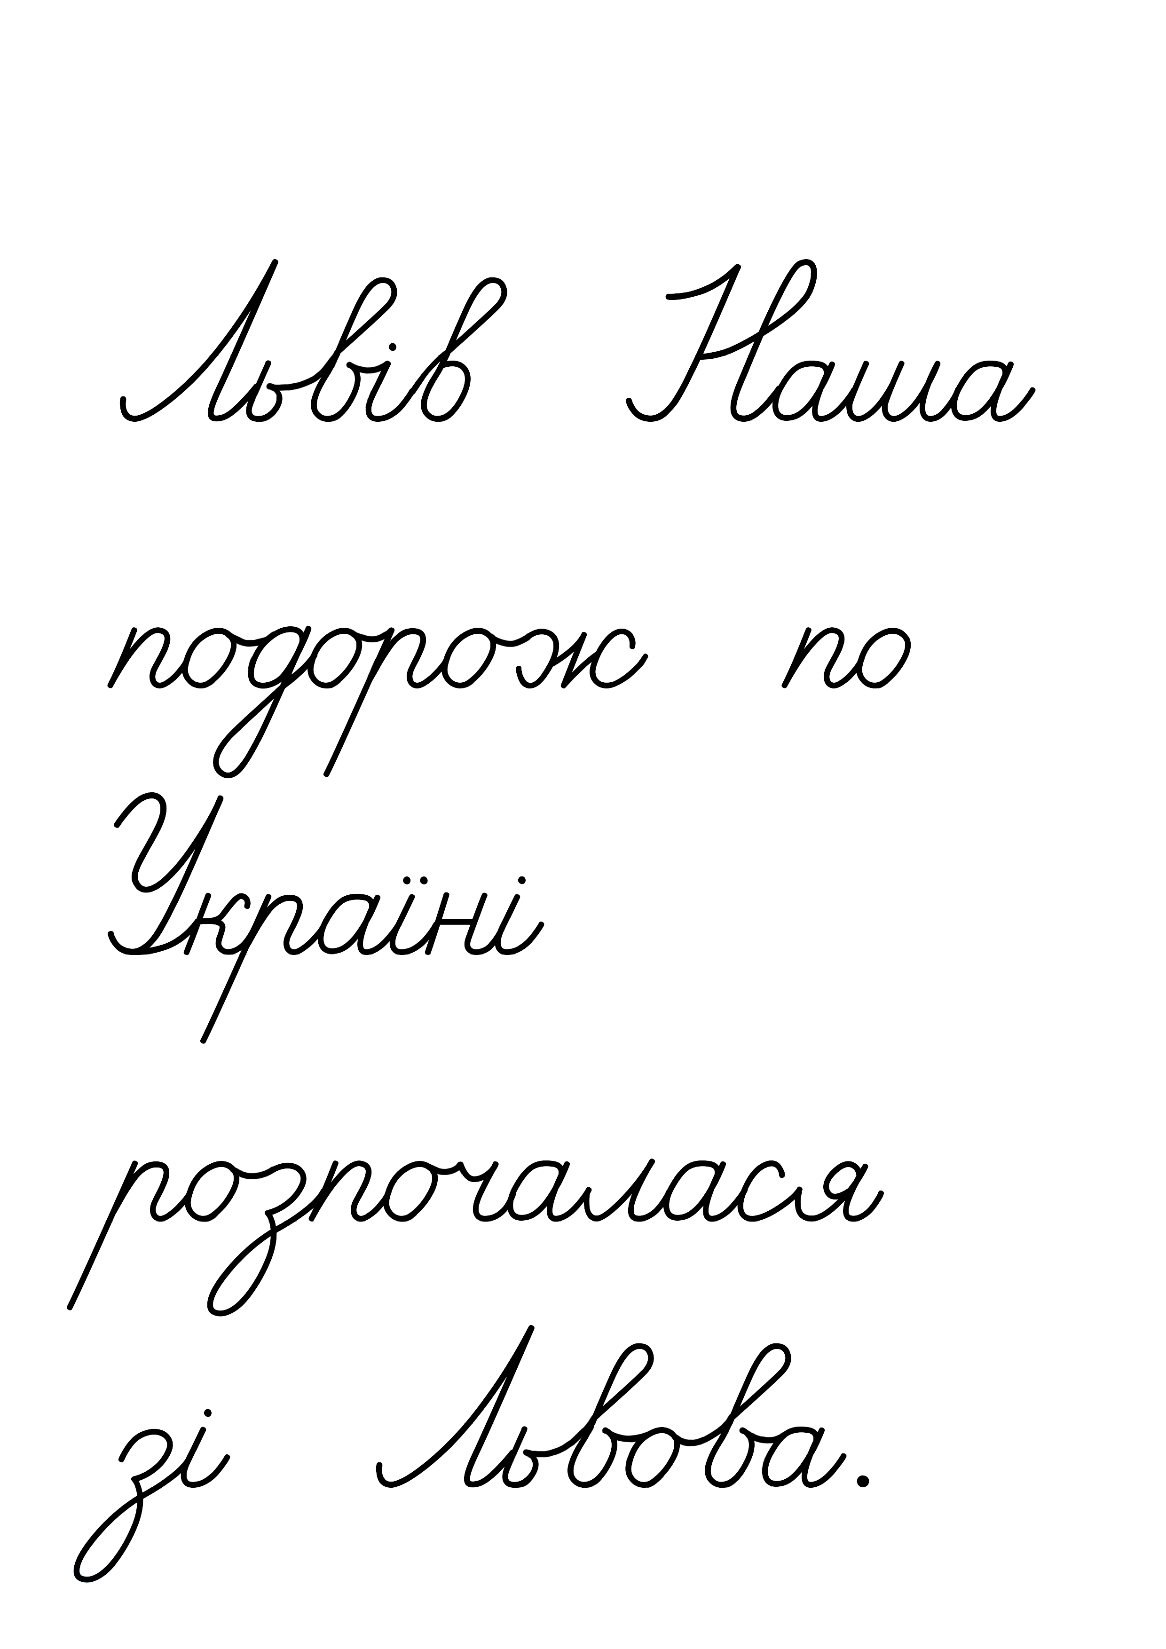 Львів Наша
подорож по
Україні
розпочалася
зі Львова.